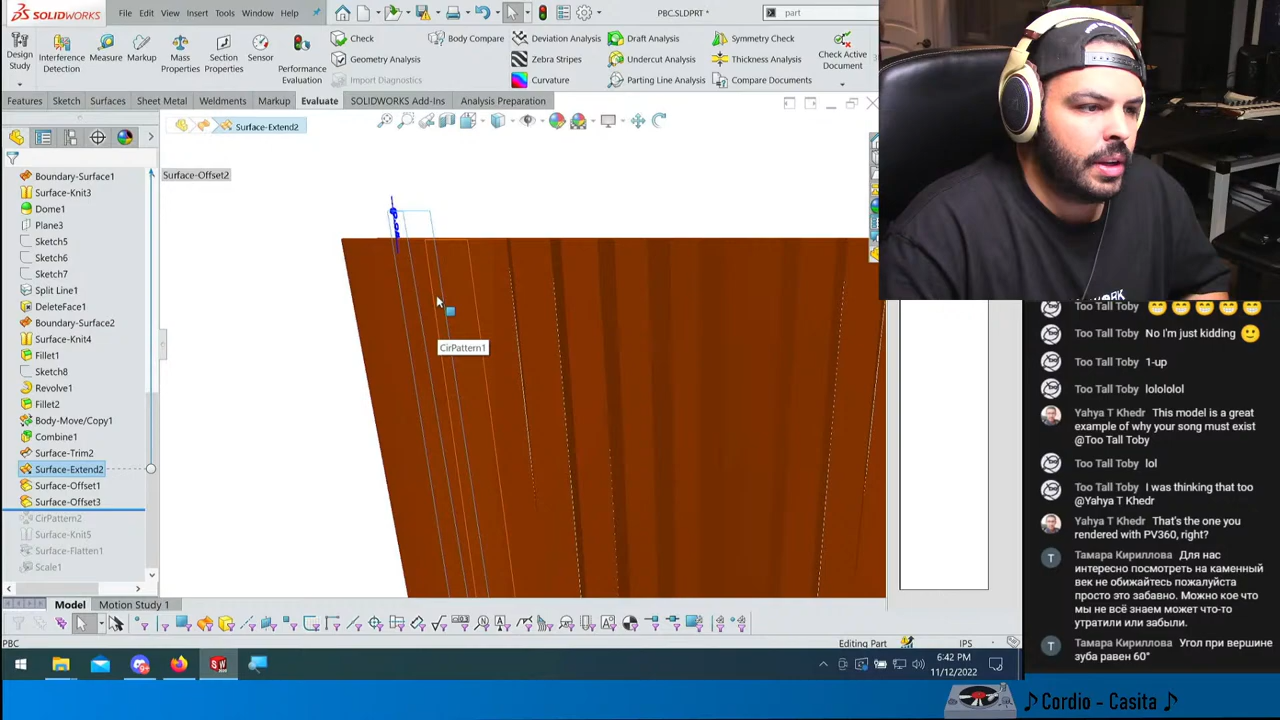 SOLIDWORKS File Edit View Insert Tools Window Help PBC.SLDPRT * part
Design Study Interference Detection Measure Markup Mass Properties Section Properties Sensor Performance Evaluation
Check Body Compare Deviation Analysis Draft Analysis Symmetry Check
Geometry Analysis Zebra Stripes Undercut Analysis Thickness Analysis
Import Diagnostics Curvature Parting Line Analysis Compare Documents
Check Active Document
Features Sketch Surfaces Sheet Metal Weldments Markup Evaluate SOLIDWORKS Add-Ins Analysis Preparation
Surface-Extend2
Surface-Offset2
Boundary-Surface1
Surface-Knit3
Dome1
Plane3
Sketch5
Sketch6
Sketch7
Split Line1
DeleteFace1
Boundary-Surface2
Surface-Knit4
Fillet1
Sketch8
Revolve1
Fillet2
Body-Move/Copy1
Combine1
Surface-Trim2
Surface-Extend2
Surface-Offset1
Surface-Offset3
CirPattern2
Surface-Knit5
Surface-Flatten1
Scale1
CirPattern1
Model Motion Study 1
PBC Editing Part IPS
6:42 PM
11/12/2022
Too Tall Toby 😁😁😁😁😁
Too Tall Toby No I'm just kidding 🙂
Too Tall Toby 1-up
Too Tall Toby lolololol
Yahya T Khedr This model is a great
example of why your song must exist
@Too Tall Toby
Too Tall Toby lol
Too Tall Toby I was thinking that too
@Yahya T Khedr
Yahya T Khedr That's the one you
rendered with PV360, right?
Тамара Кириллова Для нас
интересно посмотреть на каменный
век не обижайтесь пожалуйста
просто это забавно. Можно кое что
мы не всё знаем может что-то
утратили или забыли.
Тамара Кириллова Угол при вершине
зуба равен 60°
♪ Cordio - Casita ♪